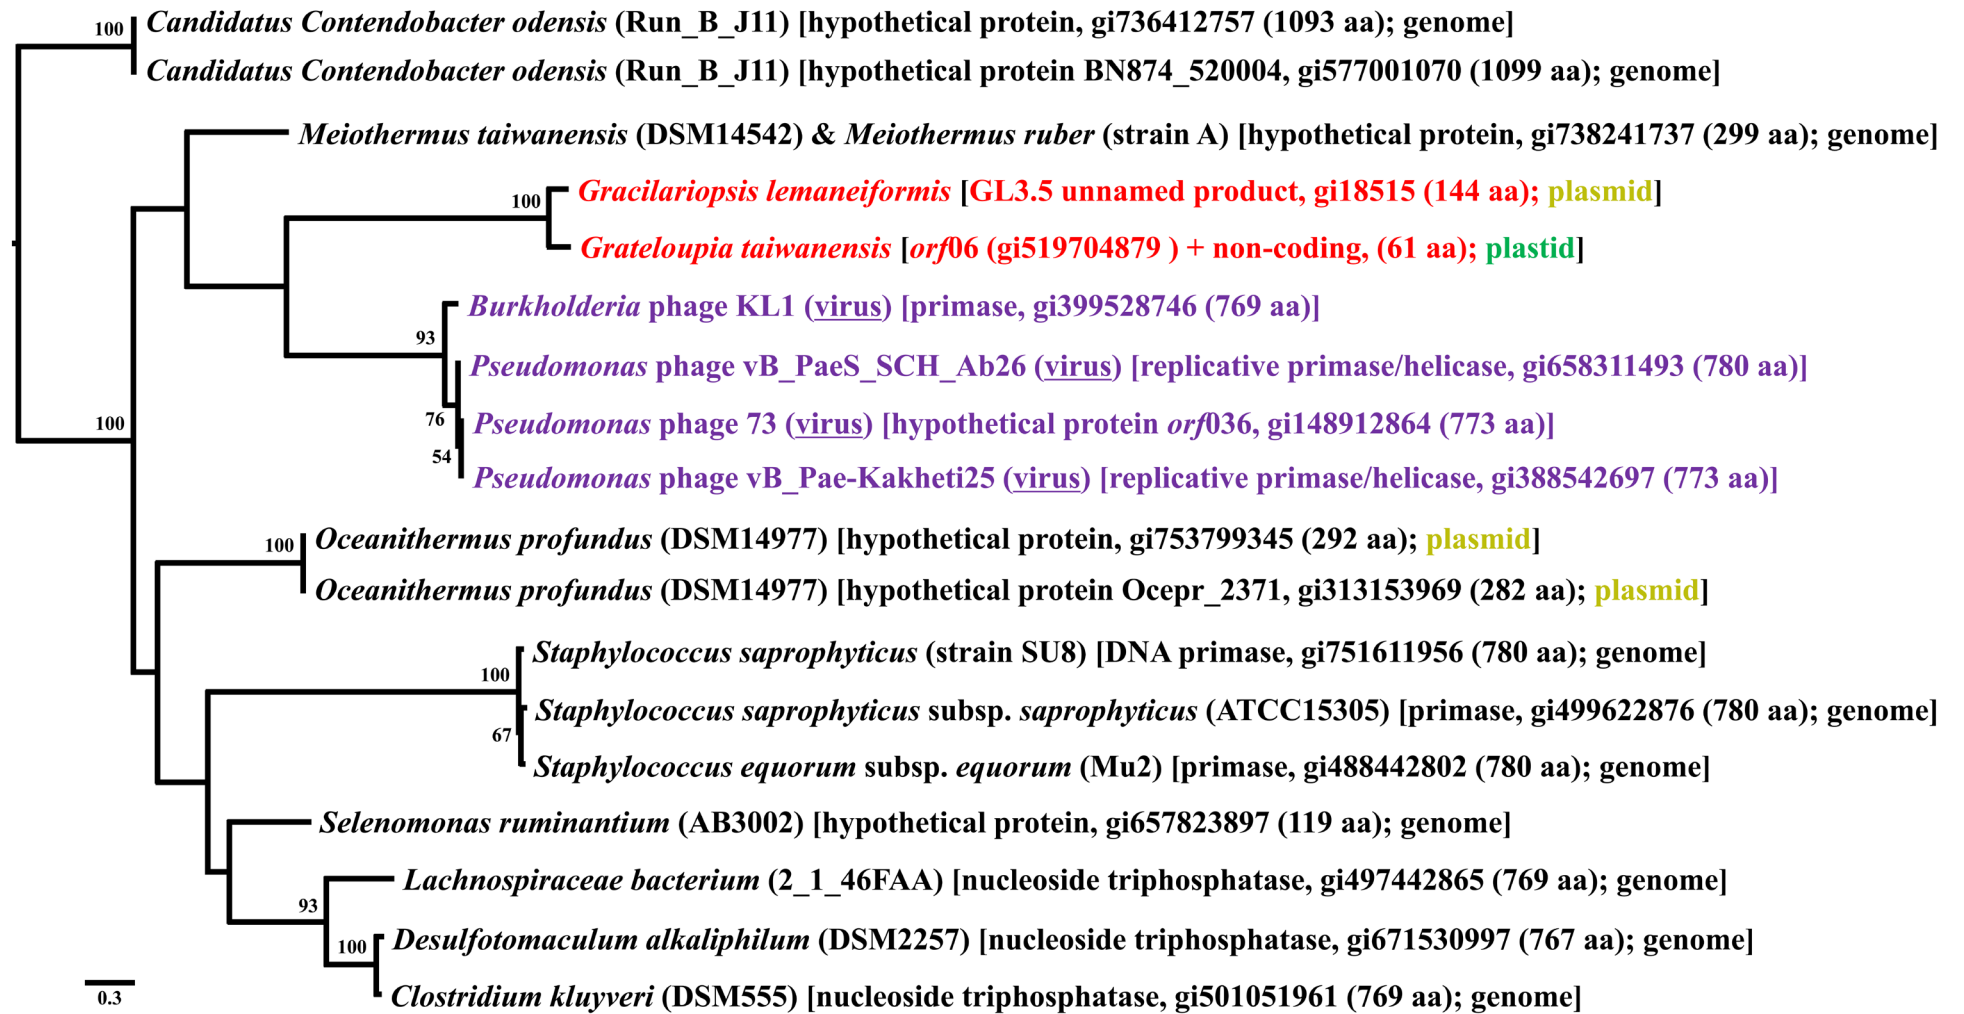 100 Candidatus Contendobacter odensis (Run_B_J11) [hypothetical protein, gi736412757 (1093 aa); genome]
Candidatus Contendobacter odensis (Run_B_J11) [hypothetical protein BN874_520004, gi577001070 (1099 aa); genome]
Meiothermus taiwanensis (DSM14542) & Meiothermus ruber (strain A) [hypothetical protein, gi738241737 (299 aa); genome]
Gracilariopsis lemaneiformis [GL3.5 unnamed product, gi18515 (144 aa); plasmid]
100
Grateloupia taiwanensis [orf06 (gi519704879 ) + non-coding, (61 aa); plastid]
Burkholderia phage KL1 (virus) [primase, gi399528746 (769 aa)]
93
Pseudomonas phage vB_PaeS_SCH_Ab26 (virus) [replicative primase/helicase, gi658311493 (780 aa)]
76
100
Pseudomonas phage 73 (virus) [hypothetical protein orf036, gi148912864 (773 aa)]
54
Pseudomonas phage vB_Pae-Kakheti25 (virus) [replicative primase/helicase, gi388542697 (773 aa)]
100 Oceanithermus profundus (DSM14977) [hypothetical protein, gi753799345 (292 aa); plasmid]
Oceanithermus profundus (DSM14977) [hypothetical protein Ocepr_2371, gi313153969 (282 aa); plasmid]
Staphylococcus saprophyticus (strain SU8) [DNA primase, gi751611956 (780 aa); genome]
100
Staphylococcus saprophyticus subsp. saprophyticus (ATCC15305) [primase, gi499622876 (780 aa); genome]
67
Staphylococcus equorum subsp. equorum (Mu2) [primase, gi488442802 (780 aa); genome]
Selenomonas ruminantium (AB3002) [hypothetical protein, gi657823897 (119 aa); genome]
Lachnospiraceae bacterium (2_1_46FAA) [nucleoside triphosphatase, gi497442865 (769 aa); genome]
93
100 Desulfotomaculum alkaliphilum (DSM2257) [nucleoside triphosphatase, gi671530997 (767 aa); genome]
Clostridium kluyveri (DSM555) [nucleoside triphosphatase, gi501051961 (769 aa); genome]
0.3